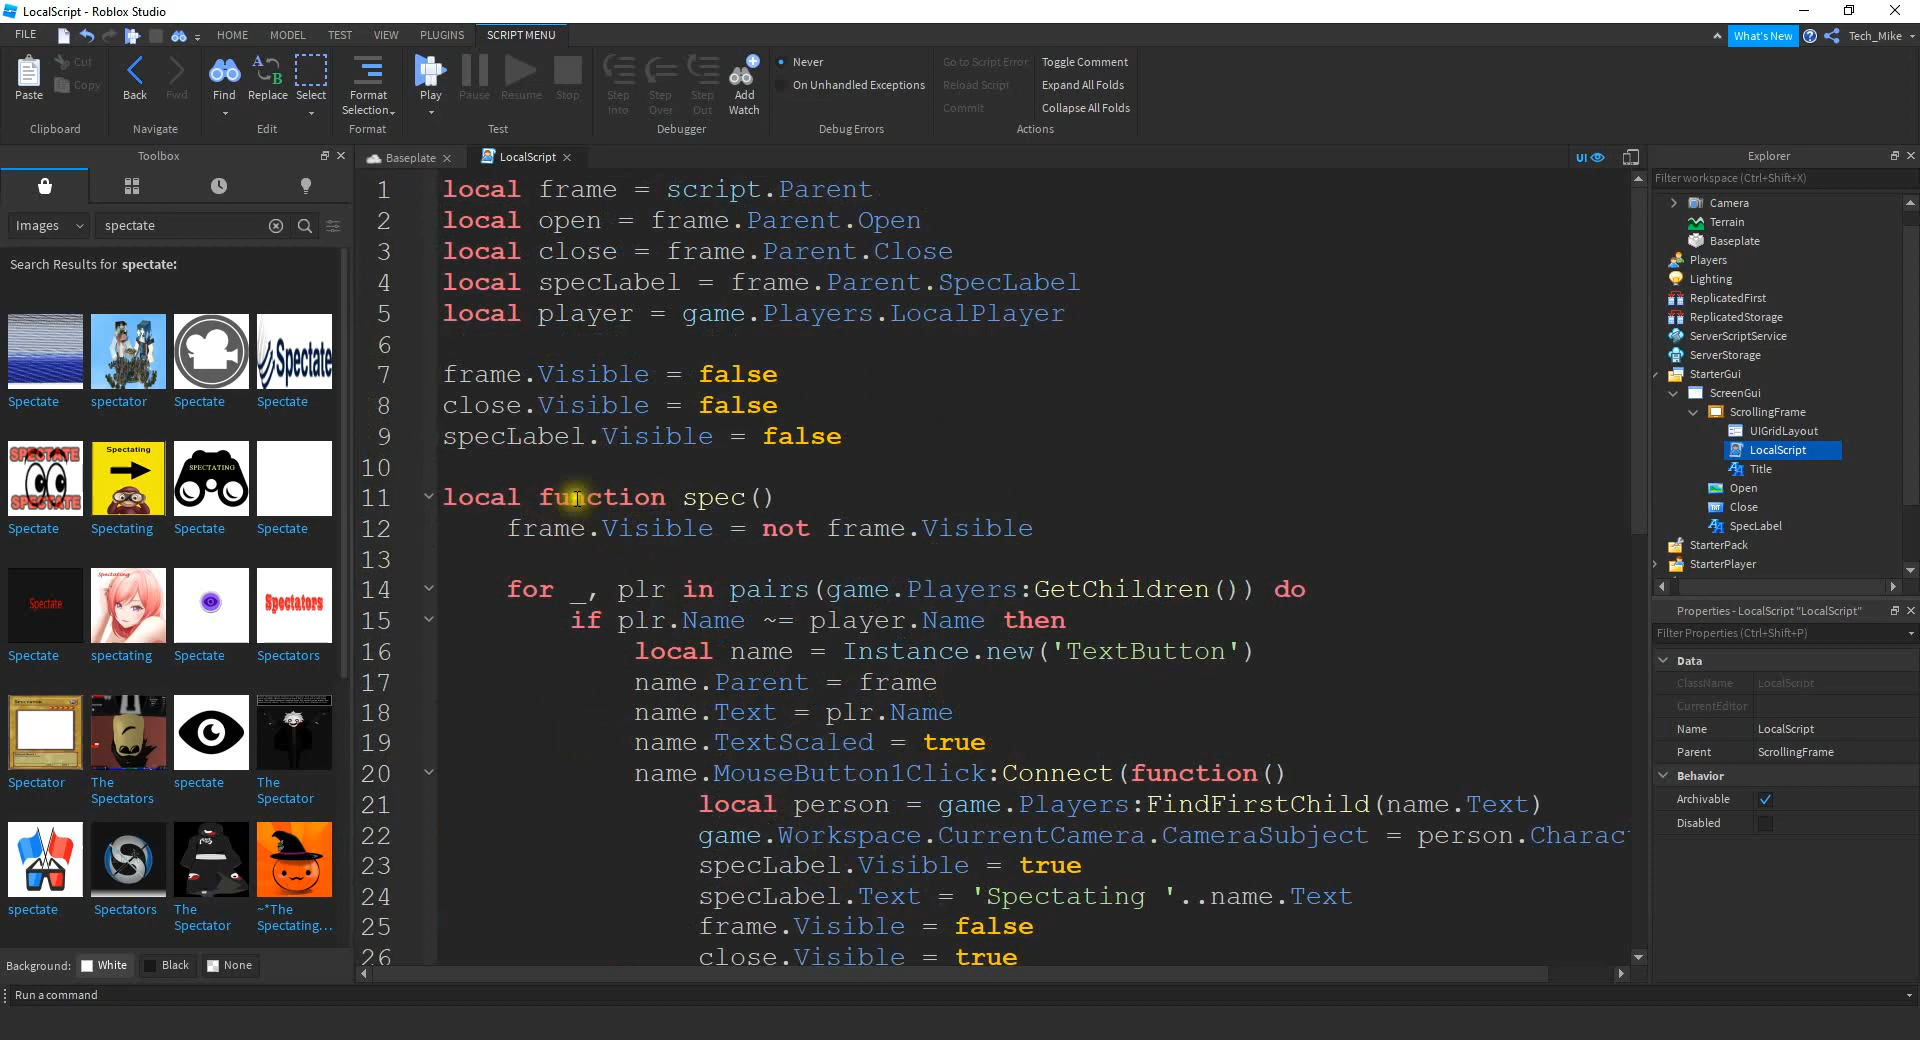 LocalScript - Roblox Studio
FILE HOME MODEL TEST VIEW PLUGINS SCRIPT MENU What's New Tech_Mike
Paste Cut Copy Back Fwd Find Replace Select Format Selection Play Pause Resume Stop Step Into Step Over Step Out Add Watch Never On Unhandled Exceptions Go to Script Error Reload Script Commit Toggle Comment Expand All Folds Collapse All Folds
Clipboard Navigate Edit Format Test Debugger Debug Errors Actions
Toolbox
Images spectate
Search Results for spectate:
Spectate
Spectate spectator Spectate Spectate
SPECTATE Spectating SPECTATING
Spectate Spectating Spectate Spectate
Spectate Spectating Spectators
Spectate spectating Spectate Spectators
Spectator The Spectators spectate The Spectator
spectate Spectators The Spectator ~*The Spectating...
Background: White Black None
Run a command
Baseplate LocalScript UI
1 local frame = script.Parent
2 local open = frame.Parent.Open
3 local close = frame.Parent.Close
4 local specLabel = frame.Parent.SpecLabel
5 local player = game.Players.LocalPlayer
6
7 frame.Visible = false
8 close.Visible = false
9 specLabel.Visible = false
10
11 local function spec()
12 frame.Visible = not frame.Visible
13
14 for _, plr in pairs(game.Players:GetChildren()) do
15 if plr.Name ~= player.Name then
16 local name = Instance.new('TextButton')
17 name.Parent = frame
18 name.Text = plr.Name
19 name.TextScaled = true
20 name.MouseButton1Click:Connect(function()
21 local person = game.Players:FindFirstChild(name.Text)
22 game.Workspace.CurrentCamera.CameraSubject = person.Charac
23 specLabel.Visible = true
24 specLabel.Text = 'Spectating '..name.Text
25 frame.Visible = false
26 close.Visible = true
Explorer
Filter workspace (Ctrl+Shift+X)
Camera
Terrain
Baseplate
Players
Lighting
ReplicatedFirst
ReplicatedStorage
ServerScriptService
ServerStorage
StarterGui
ScreenGui
ScrollingFrame
UIGridLayout
LocalScript
Title
Open
Close
SpecLabel
StarterPack
StarterPlayer
Properties - LocalScript "LocalScript"
Filter Properties (Ctrl+Shift+P)
Data
ClassName LocalScript
CurrentEditor
Name LocalScript
Parent ScrollingFrame
Behavior
Archivable
Disabled